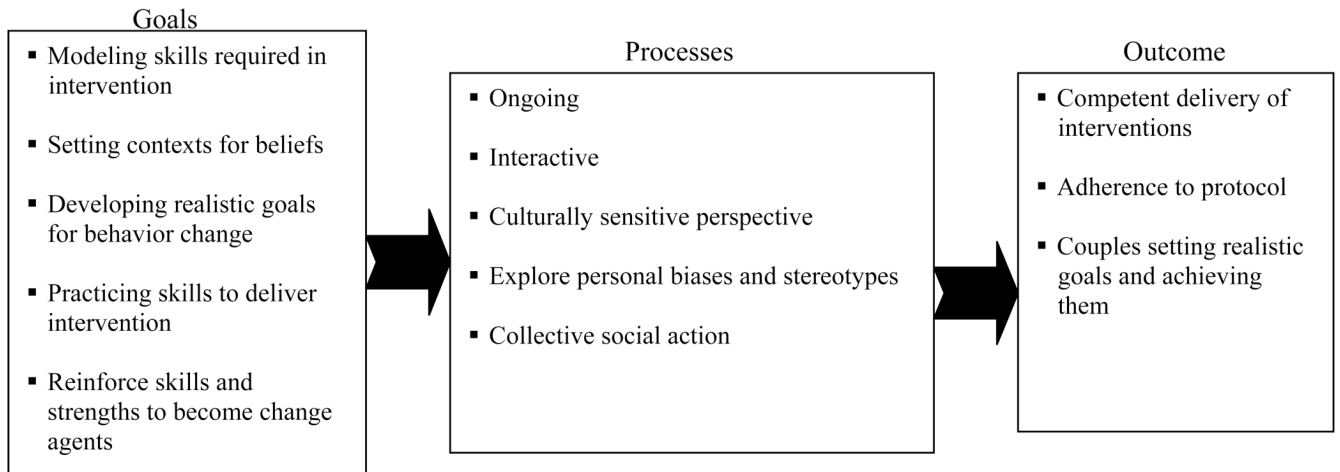 Goals
▪ Modeling skills required in
intervention
▪ Setting contexts for beliefs
▪ Developing realistic goals
for behavior change
▪ Practicing skills to deliver
intervention
▪ Reinforce skills and
strengths to become change
agents
Processes
▪ Ongoing
▪ Interactive
▪ Culturally sensitive perspective
▪ Explore personal biases and stereotypes
▪ Collective social action
Outcome
▪ Competent delivery of
interventions
▪ Adherence to protocol
▪ Couples setting realistic
goals and achieving
them